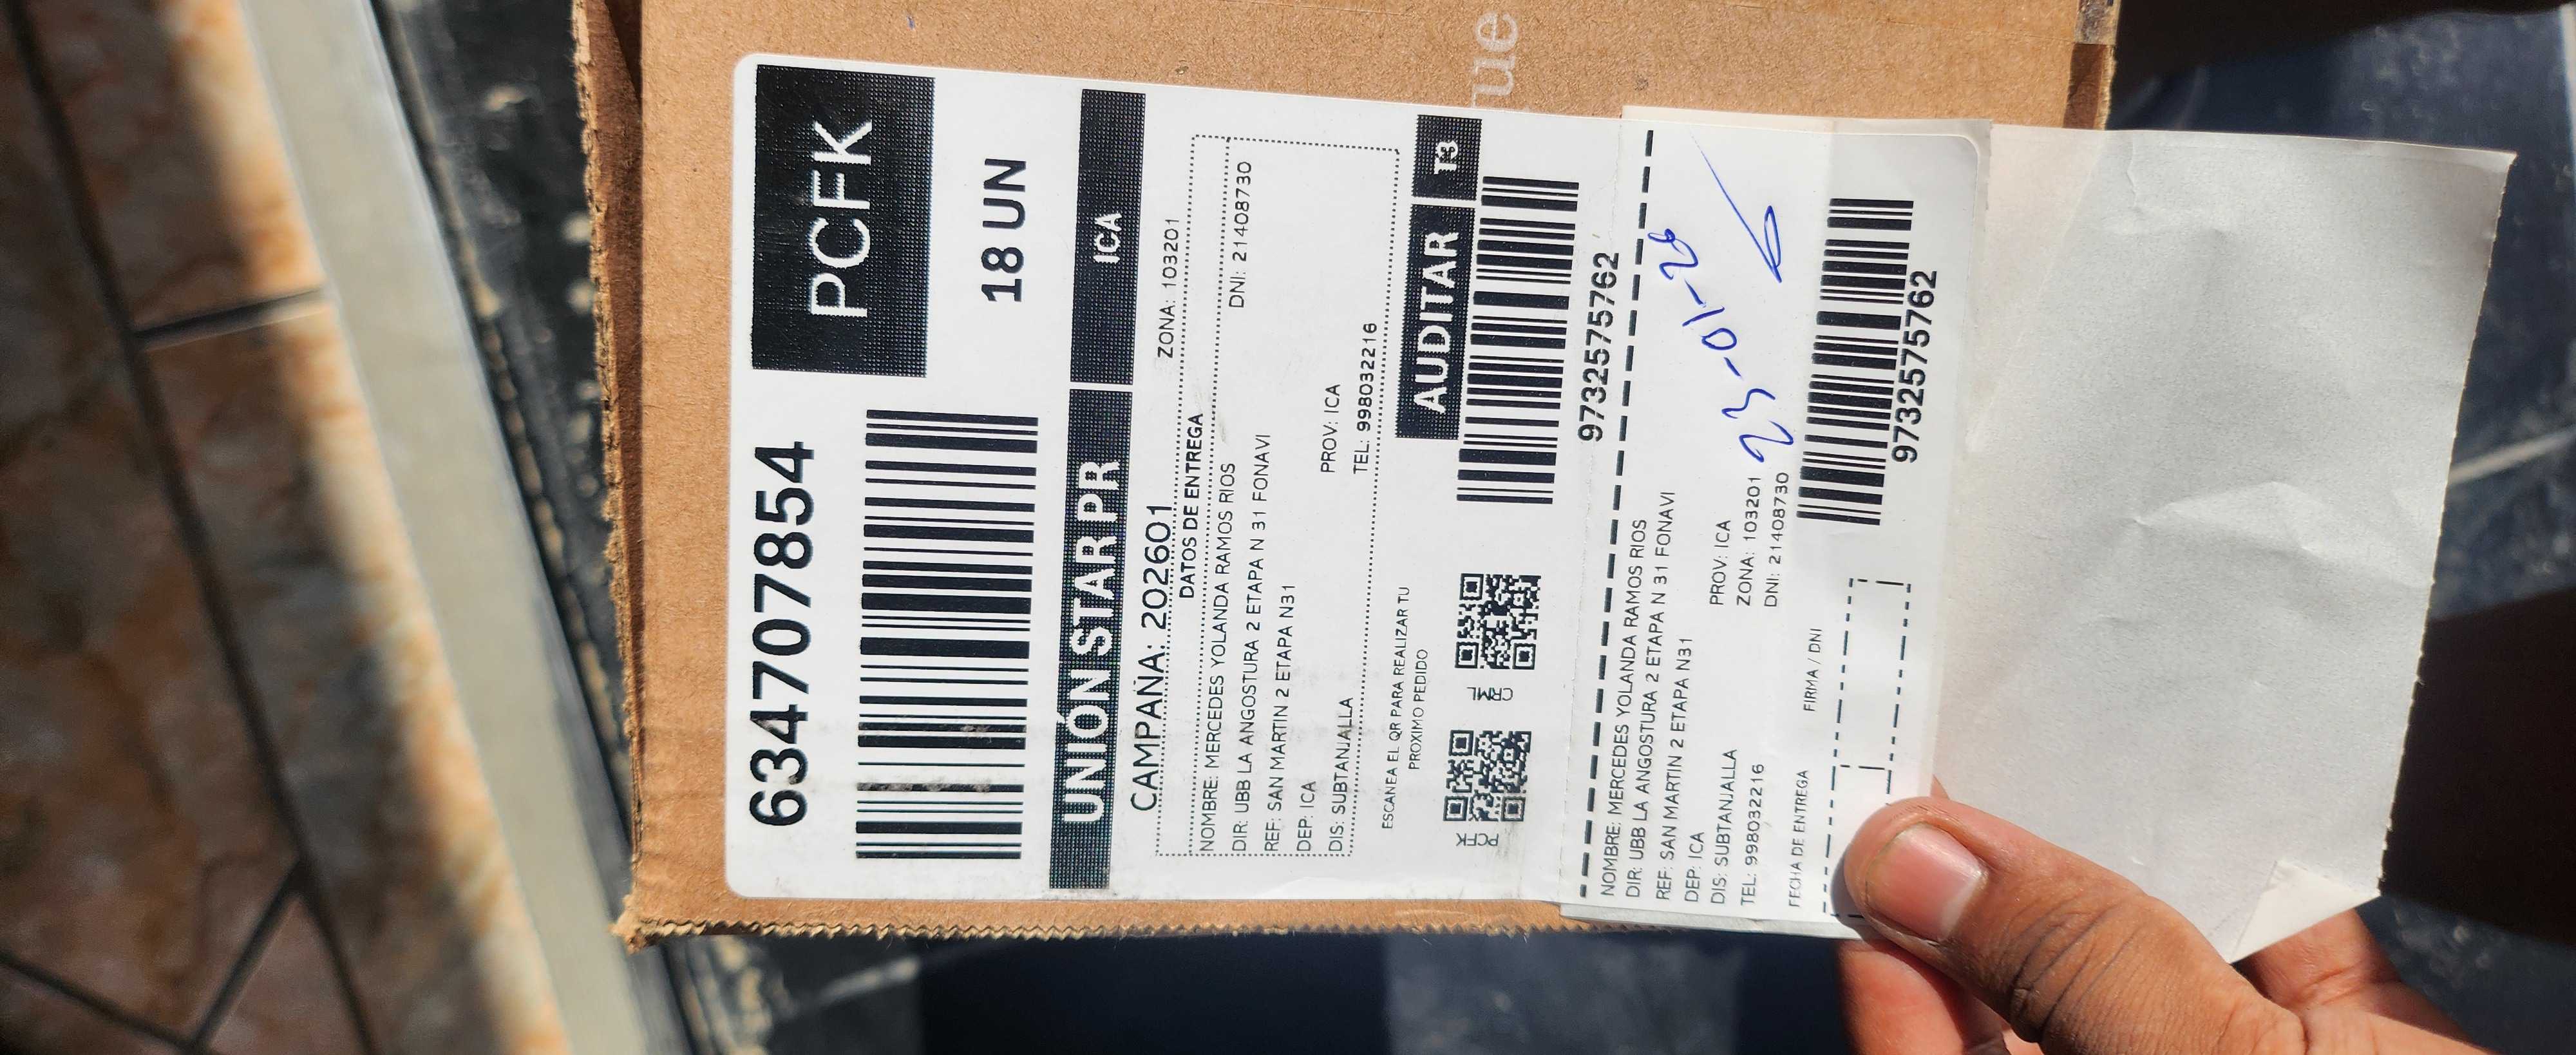 634707854
PCFK
18 UN
UNIÓN STAR PR ICA
CAMPAÑA: 202601 ZONA: 103201
DATOS DE ENTREGA
NOMBRE: MERCEDES YOLANDA RAMOS RIOS
DIR: UBB LA ANGOSTURA 2 ETAPA N 31 FONAVI DNI: 21408730
REF: SAN MARTIN 2 ETAPA N31
DEP: ICA PROV: ICA
DIS: SUBTANJALLA TEL: 998032216
ESCANEA EL QR PARA REALIZAR TU
PROXIMO PEDIDO
PCFK CRML
AUDITAR T3
9732575762
NOMBRE: MERCEDES YOLANDA RAMOS RIOS
DIR: UBB LA ANGOSTURA 2 ETAPA N 31 FONAVI
REF: SAN MARTIN 2 ETAPA N31
DEP: ICA PROV: ICA
DIS: SUBTANJALLA ZONA: 103201
TEL: 998032216 DNI: 21408730
23-01-26
FECHA DE ENTREGA FIRMA / DNI
9732575762
ue